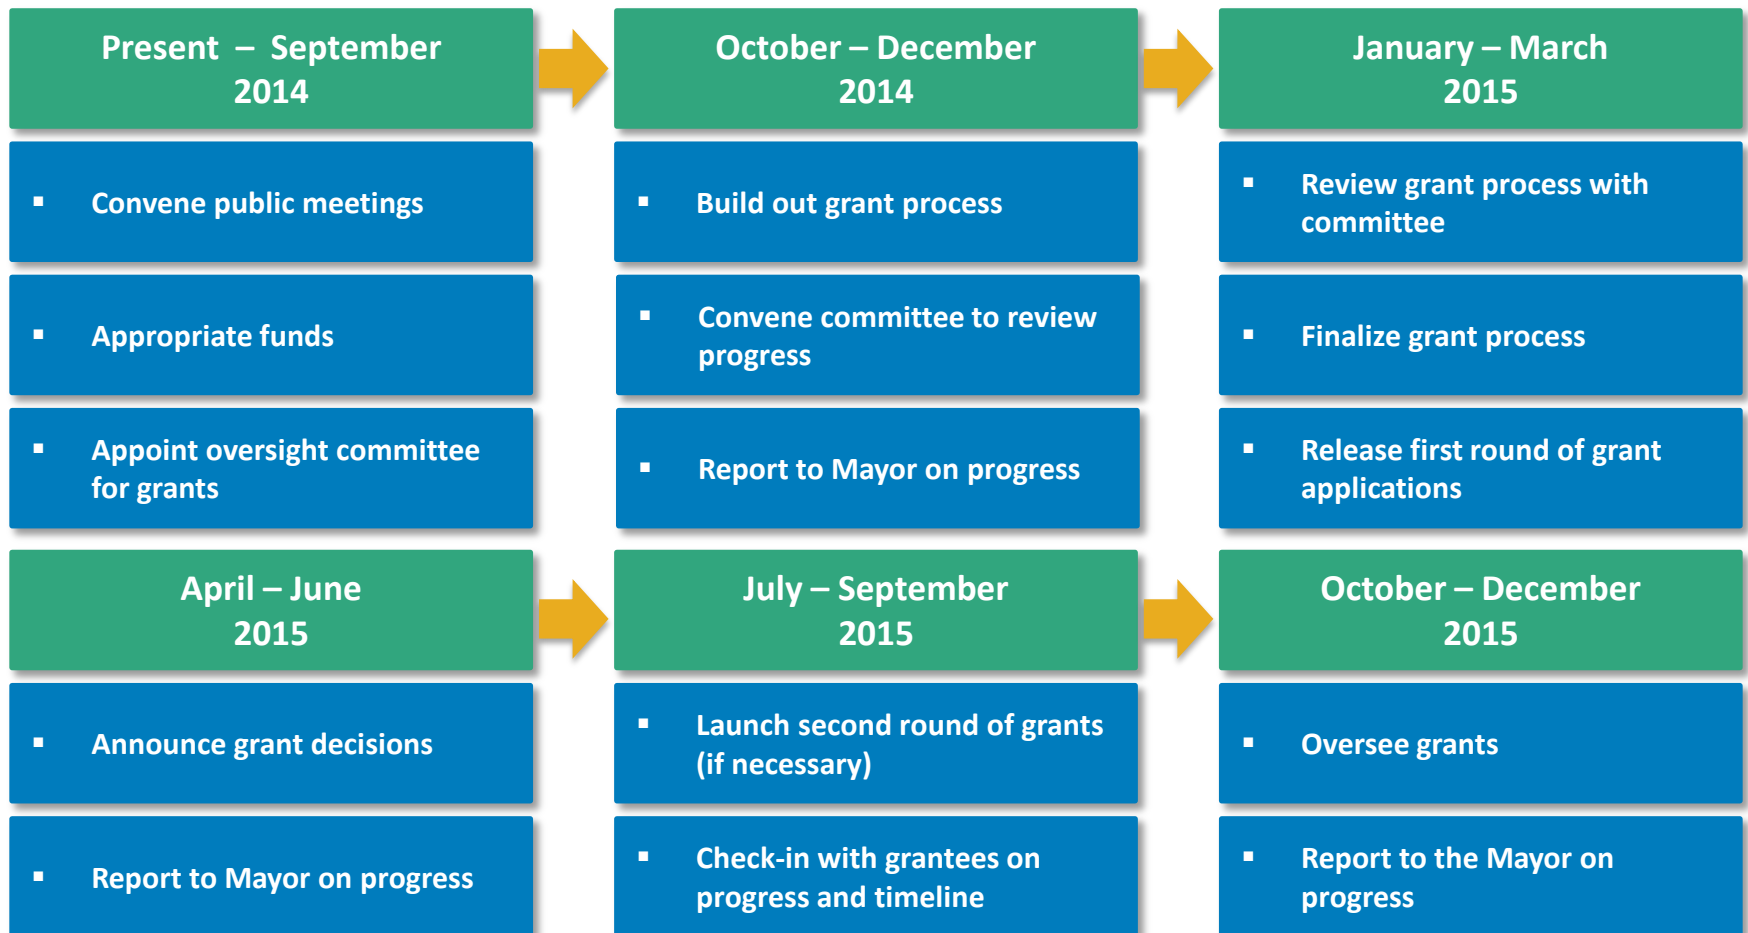 Present – September
2014
October – December
2014
January – March
2015
▪ Convene public meetings
▪ Build out grant process
▪ Review grant process with
committee
▪ Appropriate funds
▪ Convene committee to review
progress
▪ Finalize grant process
▪ Appoint oversight committee
for grants
▪ Report to Mayor on progress
▪ Release first round of grant
applications
April – June
2015
July – September
2015
October – December
2015
▪ Announce grant decisions
▪ Launch second round of grants
(if necessary)
▪ Oversee grants
▪ Report to Mayor on progress
▪ Check-in with grantees on
progress and timeline
▪ Report to the Mayor on
progress